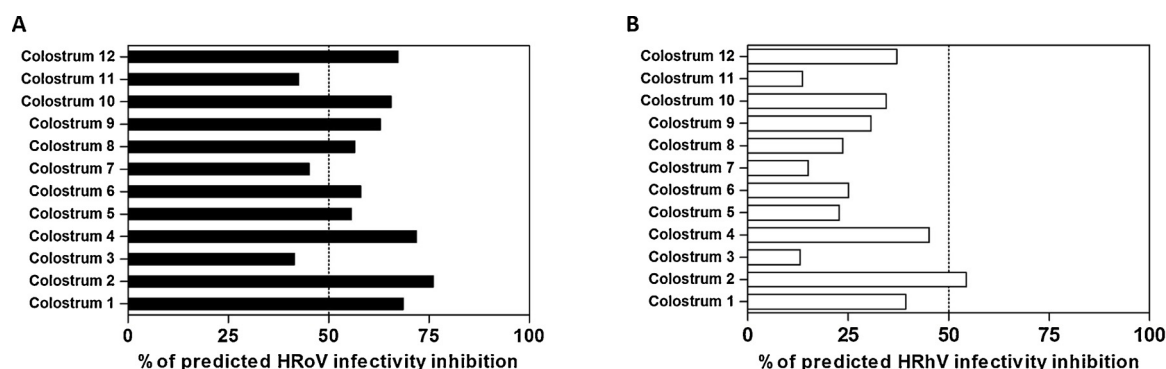 A
Colostrum 12
Colostrum 11
Colostrum 10
Colostrum 9
Colostrum 8
Colostrum 7
Colostrum 6
Colostrum 5
Colostrum 4
Colostrum 3
Colostrum 2
Colostrum 1
0 25 50 75 100
% of predicted HRoV infectivity inhibition
B
Colostrum 12
Colostrum 11
Colostrum 10
Colostrum 9
Colostrum 8
Colostrum 7
Colostrum 6
Colostrum 5
Colostrum 4
Colostrum 3
Colostrum 2
Colostrum 1
0 25 50 75 100
% of predicted HRhV infectivity inhibition